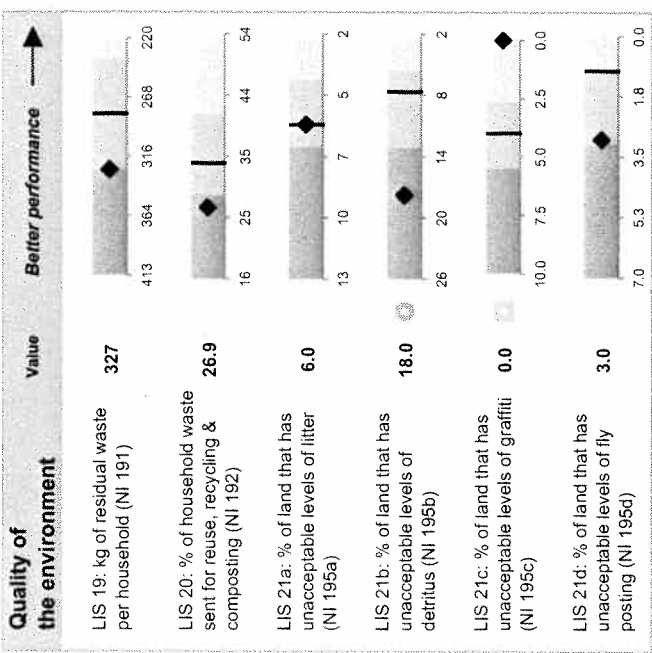 Quality of
the environment
Value
Better performance
LIS 19: kg of residual waste
per household (NI 191)
327
413 364 316 268 220
LIS 20: % of household waste
sent for reuse, recycling &
composting (NI 192)
26.9
16 25 35 44 54
LIS 21a: % of land that has
unacceptable levels of litter
(NI 195a)
6.0
13 10 7 5 2
LIS 21b: % of land that has
unacceptable levels of
detritus (NI 195b)
18.0
26 20 14 8 2
LIS 21c: % of land that has
unacceptable levels of graffiti
(NI 195c)
0.0
10.0 7.5 5.0 2.5 0.0
LIS 21d: % of land that has
unacceptable levels of fly
posting (NI 195d)
3.0
7.0 5.3 3.5 1.8 0.0